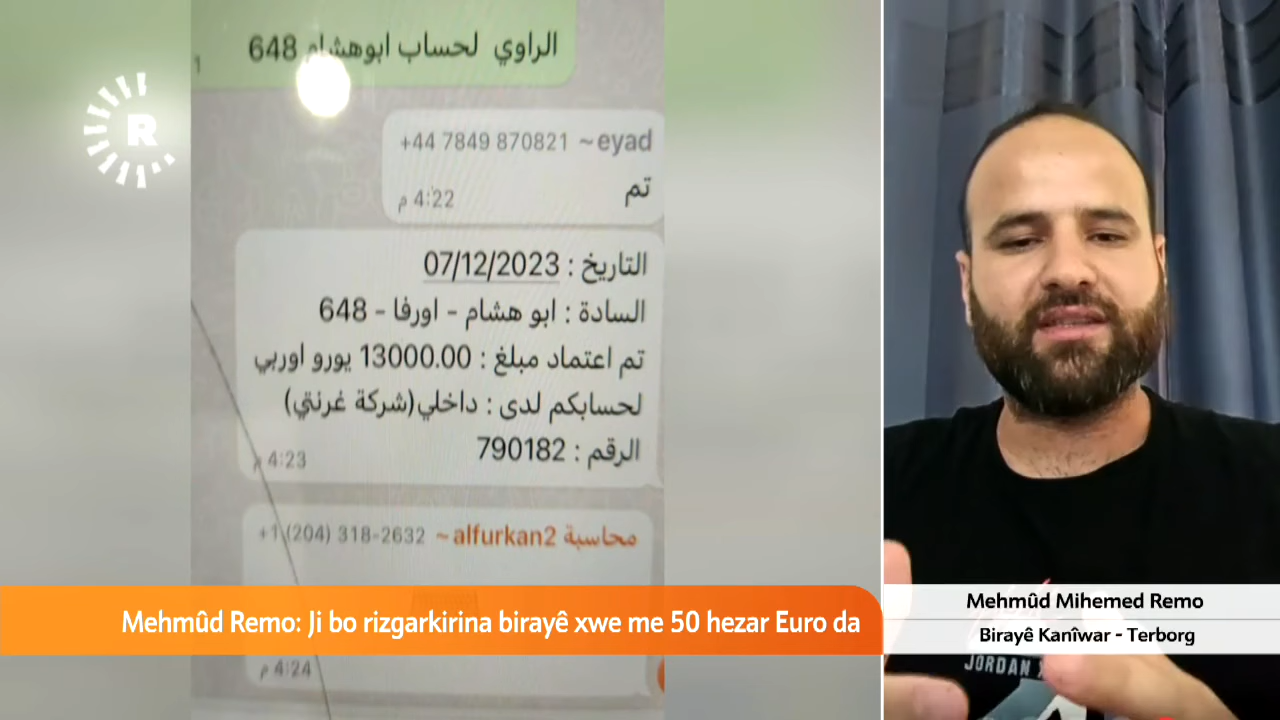 الراوي لحساب ابوهشام 648
R
+44 7849 870821 ~eyad
تم
4:22 م
التاريخ : 07/12/2023
السادة : ابو هشام - اورفا - 648
تم اعتماد مبلغ : 13000.00 يورو اوربي
لحسابكم لدى : داخلي(شركة غرنتي)
الرقم : 790182
4:23 م
+1 (204) 318-2632 ~alfurkan2 محاسبة
4:24 م
Mehmûd Remo: Ji bo rizgarkirina birayê xwe me 50 hezar Euro da
Mehmûd Mihemed Remo
Birayê Kanîwar - Terborg
JORDAN